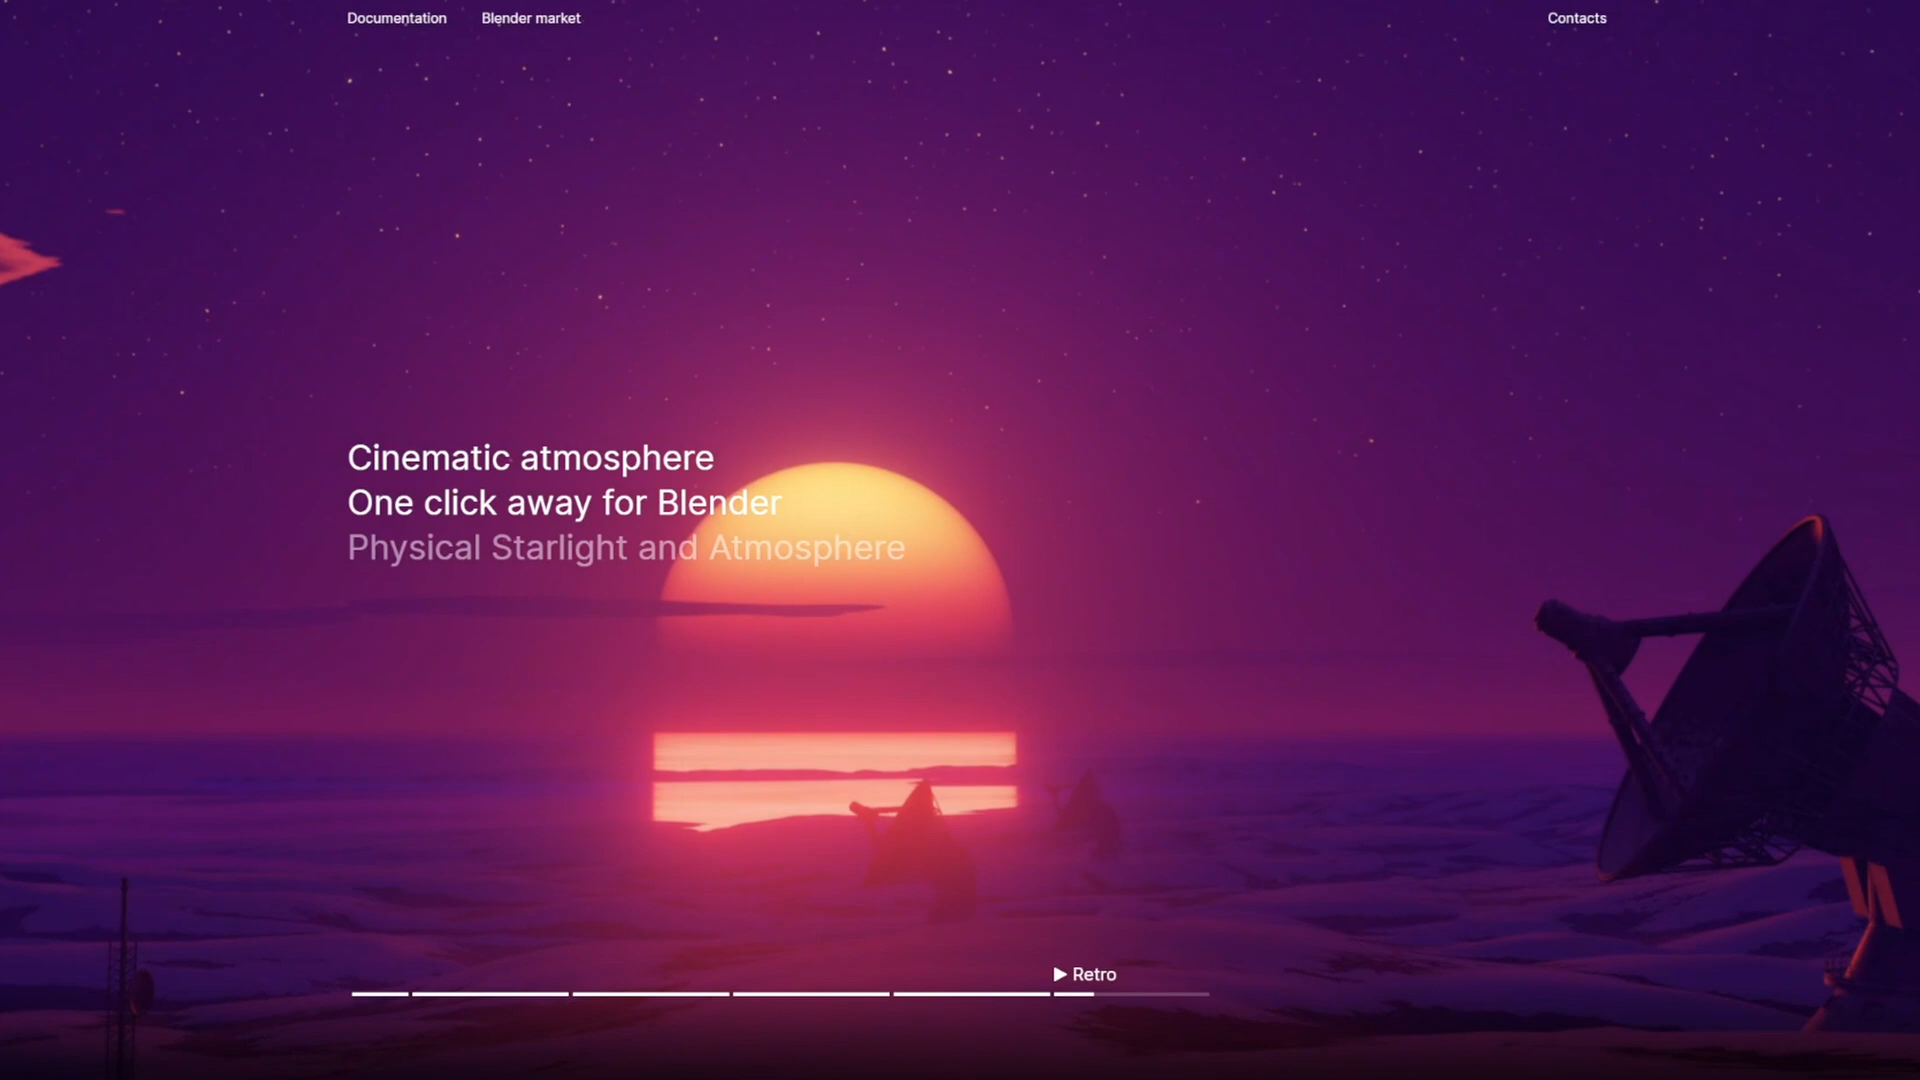 Documentation
Blender market
Contacts
Cinematic atmosphere
One click away for Blender
Physical Starlight and Atmosphere
Retro